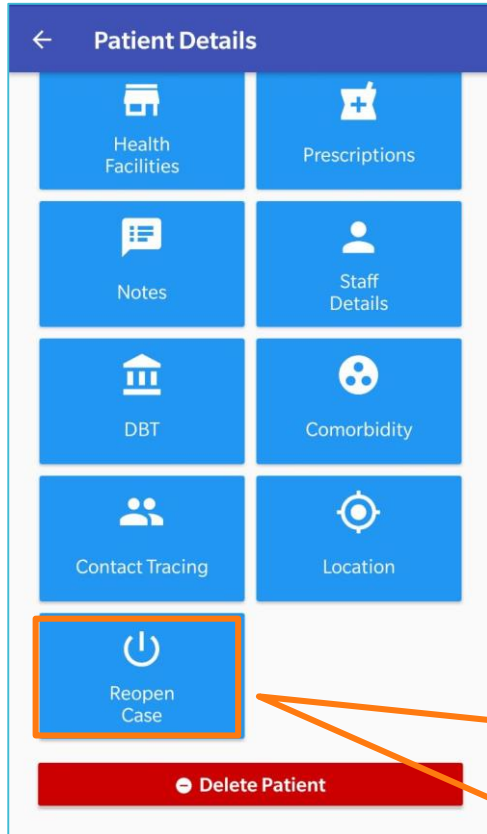 Patient Details
Health
Facilities
Prescriptions
Notes
Staff
Details
DBT
Comorbidity
Contact Tracing
Location
Reopen
Case
Delete Patient